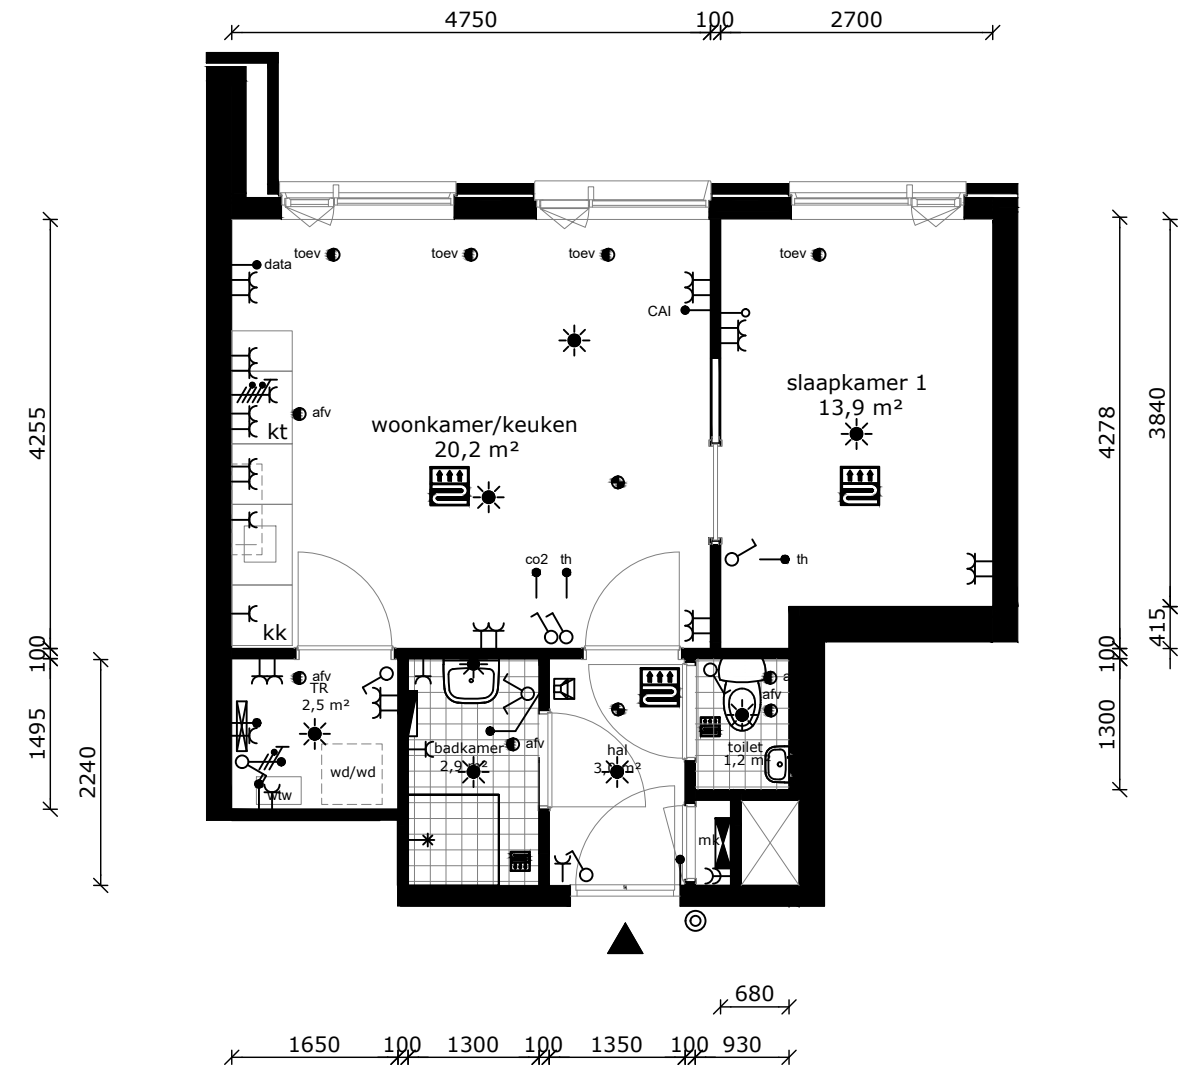 4750 100 2700
toev toev toev toev
data
CAI
slaapkamer 1
13,9 m²
afv
woonkamer/keuken
20,2 m²
kt
4255
4278
3840
co2 th
th
kk
100
100
415
afv
TR
2,5 m²
afv
badkamer
afv
hal
toilet
1,2 m²
wd/wd
wtw
mk
1495
2240
1300
680
1650 100 1300 100 1350 100 930